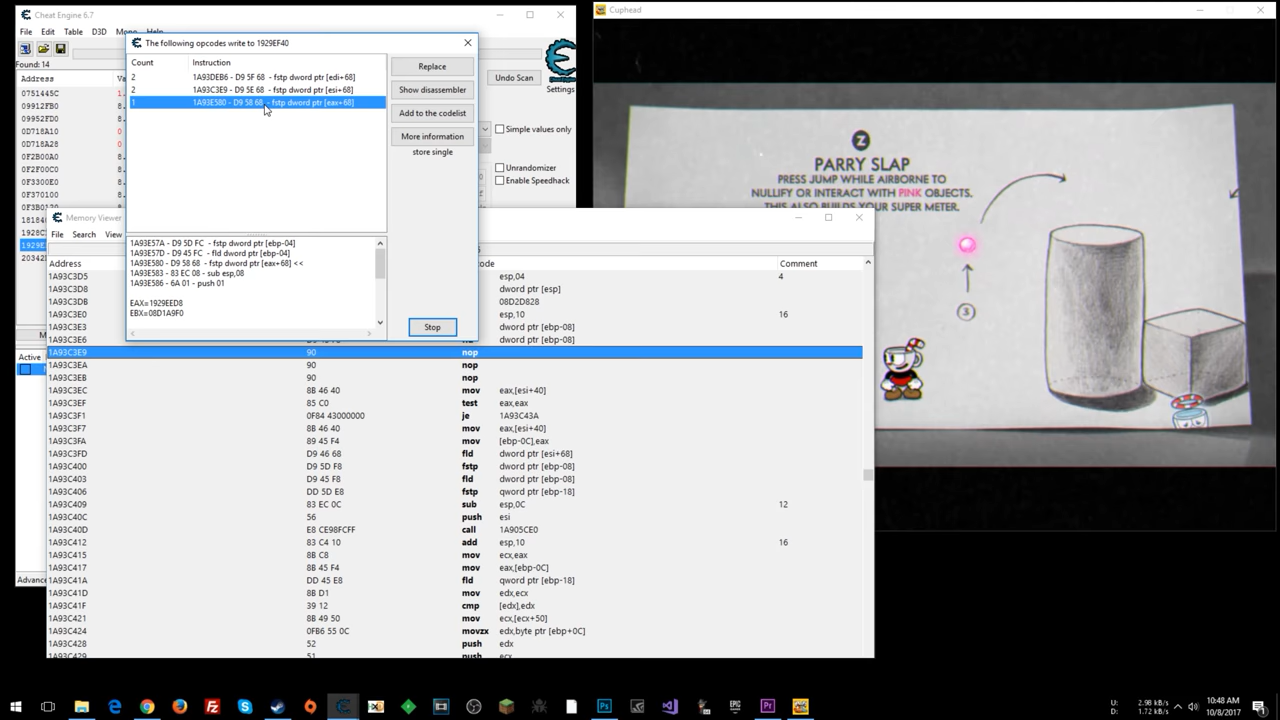 Cheat Engine 6.7
File Edit View D3D Mono Help
Found: 14
Address
0751445C
09912FB0
09952FD0
0D718A10
0D718A28
0F2B00A0
0F2F00C0
0F3300E0
0F370100
Undo Scan
Settings
Simple values only
Unrandomizer
Enable Speedhack
Active
The following opcodes write to 1929EF40
Count Instruction
2 1A93DEB6 - D9 5F 68 - fstp dword ptr [edi+68]
2 1A93C3E9 - D9 5E 68 - fstp dword ptr [esi+68]
1 1A93E580 - D9 58 68 - fstp dword ptr [eax+68]
Replace
Show disassembler
Add to the codelist
More information
store single
1A93E57A - D9 5D FC - fstp dword ptr [ebp-04]
1A93E57D - D9 45 FC - fld dword ptr [ebp-04]
1A93E580 - D9 58 68 - fstp dword ptr [eax+68] <<
1A93E583 - 83 EC 08 - sub esp,08
1A93E586 - 6A 01 - push 01
EAX=1929EED8
EBX=08D1A9F0
Stop
Memory Viewer
File Search View
Address Comment
1A93C3D5 esp,04 4
1A93C3D8 dword ptr [esp]
1A93C3DB 08D2D828
1A93C3E0 esp,10 16
1A93C3E3 dword ptr [ebp-08]
1A93C3E6 dword ptr [ebp-08]
1A93C3E9 90 nop
1A93C3EA 90 nop
1A93C3EB 90 nop
1A93C3EC 8B 46 40 mov eax,[esi+40]
1A93C3EF 85 C0 test eax,eax
1A93C3F1 0F84 43000000 je 1A93C43A
1A93C3F7 8B 46 40 mov eax,[esi+40]
1A93C3FA 89 45 F4 mov [ebp-0C],eax
1A93C3FD D9 46 68 fld dword ptr [esi+68]
1A93C400 D9 5D F8 fstp dword ptr [ebp-08]
1A93C403 D9 45 F8 fld dword ptr [ebp-08]
1A93C406 DD 5D E8 fstp qword ptr [ebp-18]
1A93C409 83 EC 0C sub esp,0C 12
1A93C40C 56 push esi
1A93C40D E8 CE98FCFF call 1A905CE0
1A93C412 83 C4 10 add esp,10 16
1A93C415 8B C8 mov ecx,eax
1A93C417 8B 45 F4 mov eax,[ebp-0C]
1A93C41A DD 45 E8 fld qword ptr [ebp-18]
1A93C41D 8B D1 mov edx,ecx
1A93C41F 39 12 cmp [edx],edx
1A93C421 8B 49 50 mov ecx,[ecx+50]
1A93C424 0FB6 55 0C movzx edx,byte ptr [ebp+0C]
1A93C428 52 push edx
1A93C429 51 push ecx
Cuphead
Z
PARRY SLAP
PRESS JUMP WHILE AIRBORNE TO
NULLIFY OR INTERACT WITH PINK OBJECTS.
THIS ALSO BUILDS YOUR SUPER METER.
3
U: 2.98 kB/s
D: 1.72 kB/s
10:48 AM
10/8/2017